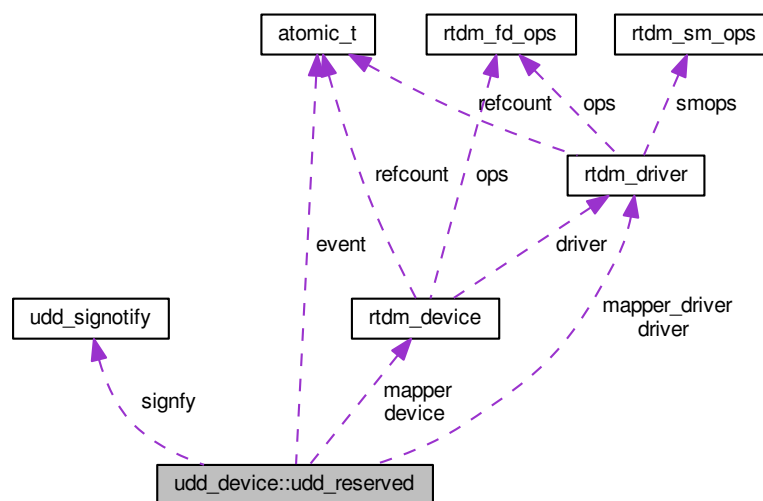 atomic_t
rtdm_fd_ops
rtdm_sm_ops
refcount
ops
smops
refcount
ops
rtdm_driver
event
driver
udd_signotify
rtdm_device
mapper_driver
driver
signfy
mapper
device
udd_device::udd_reserved